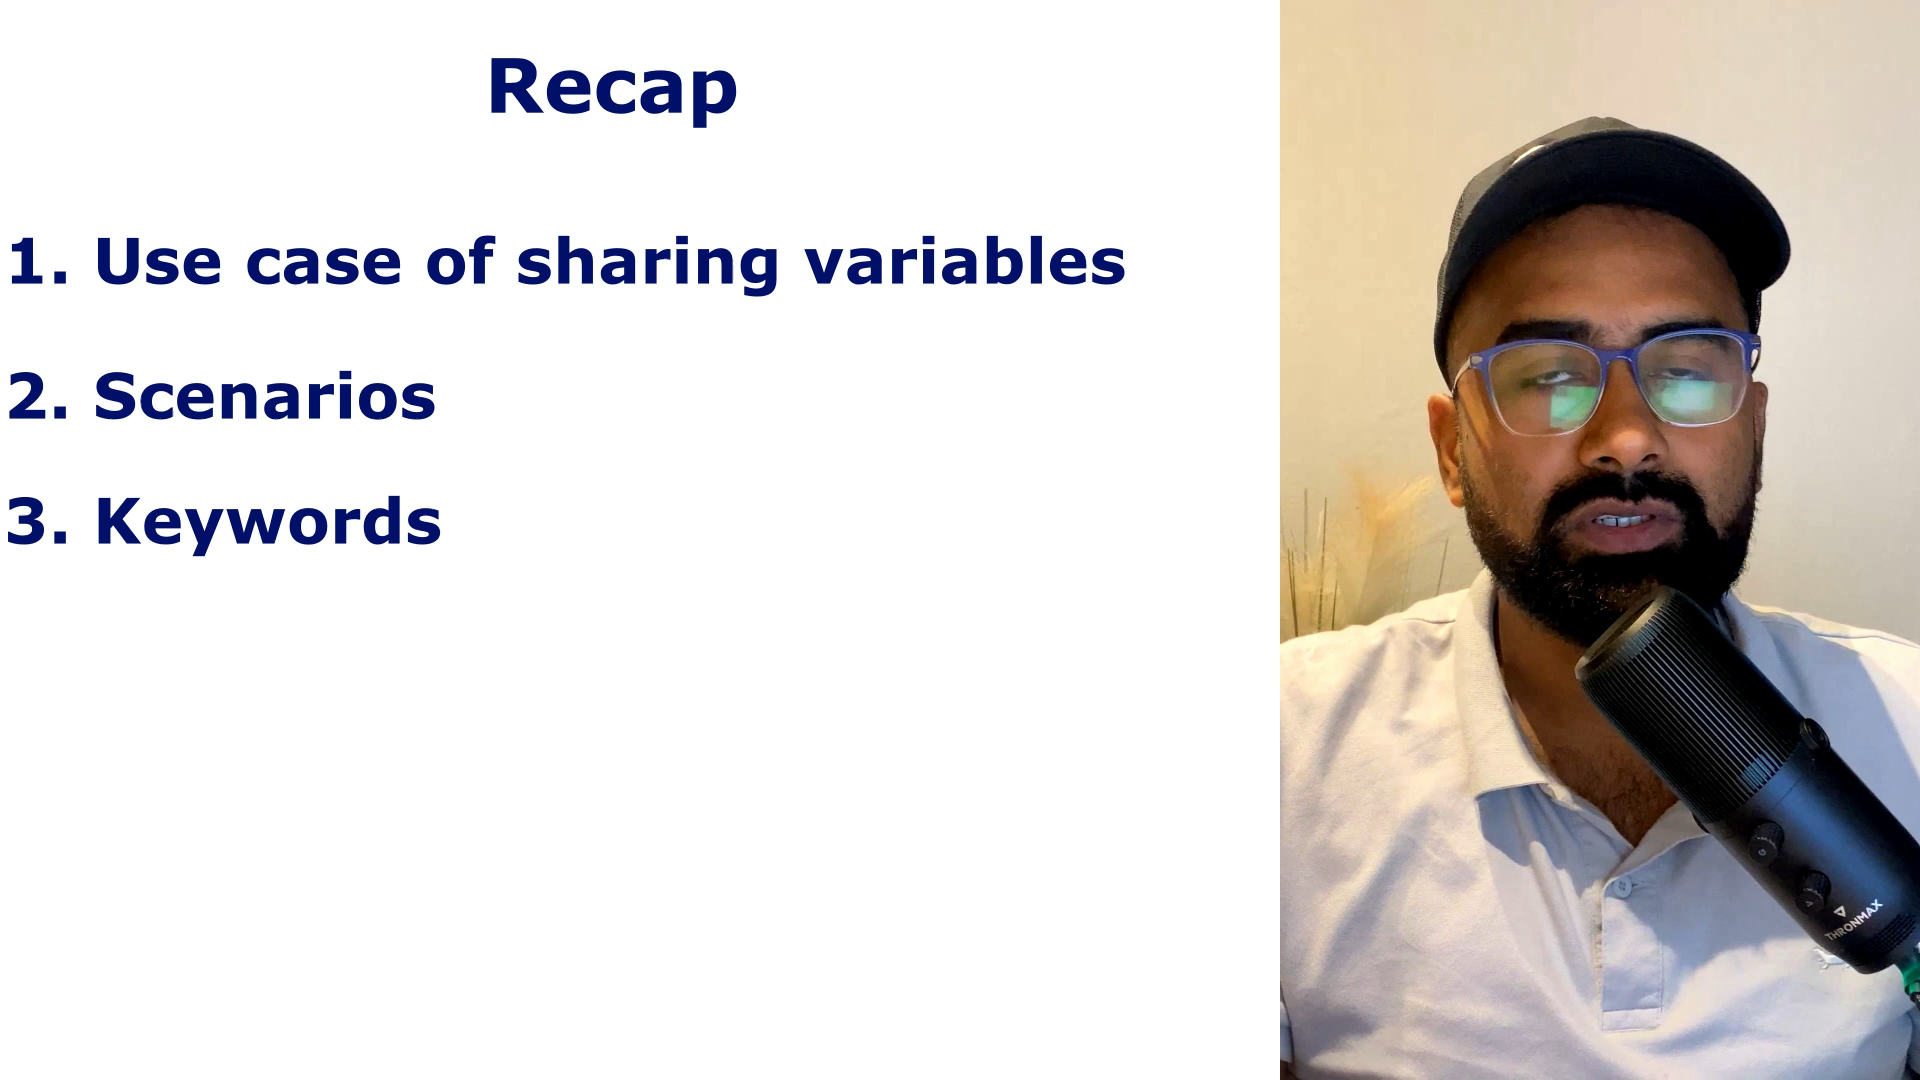 Recap
1. Use case of sharing variables
2. Scenarios
3. Keywords
THRONMAX